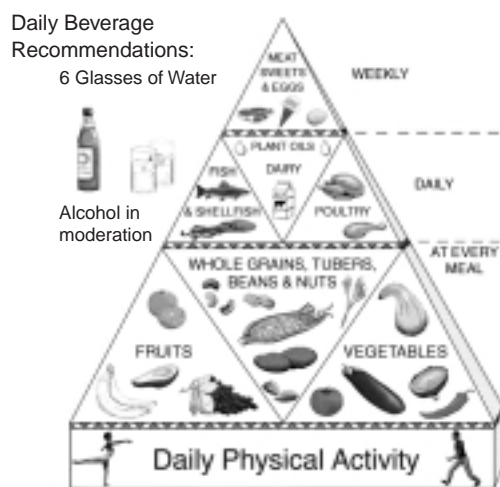 Daily Beverage
Recommendations:
6 Glasses of Water
Alcohol in
moderation
MEAT
SWEETS
& EGGS
WEEKLY
PLANT OILS
FISH
& SHELLFISH
DAIRY
POULTRY
DAILY
WHOLE GRAINS, TUBERS,
BEANS & NUTS
AT EVERY
MEAL
FRUITS
VEGETABLES
Daily Physical Activity